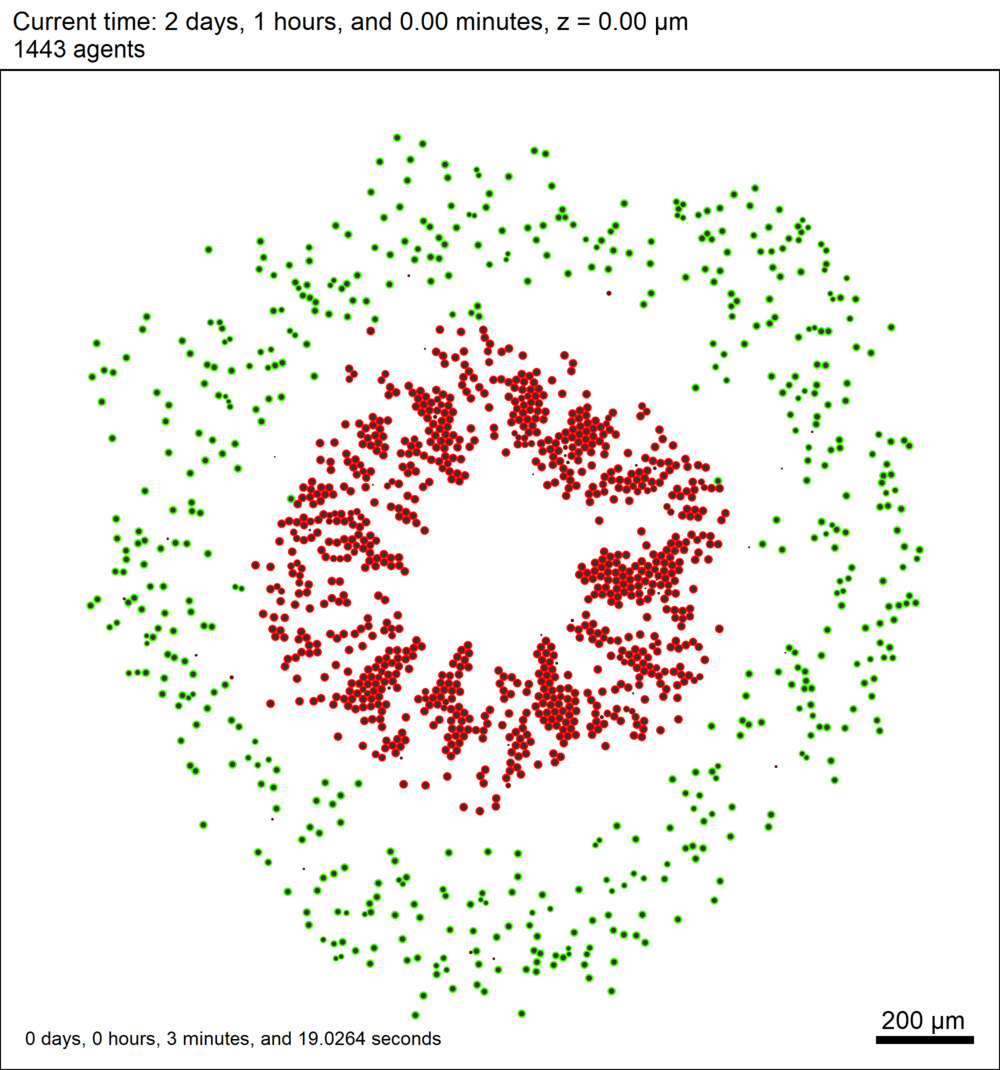 Current time: 2 days, 1 hours, and 0.00 minutes, z = 0.00 μm
1443 agents
200 μm
0 days, 0 hours, 3 minutes, and 19.0264 seconds